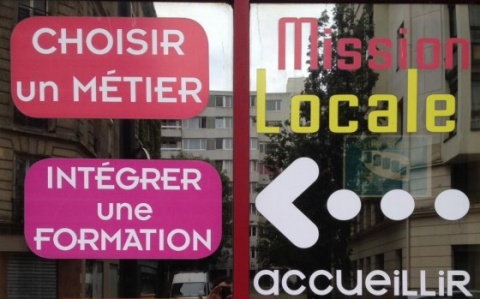 CHOISIR
un MÉTIER
INTÉGRER
une
FORMATION
Mission
Locale
accueiLLiR